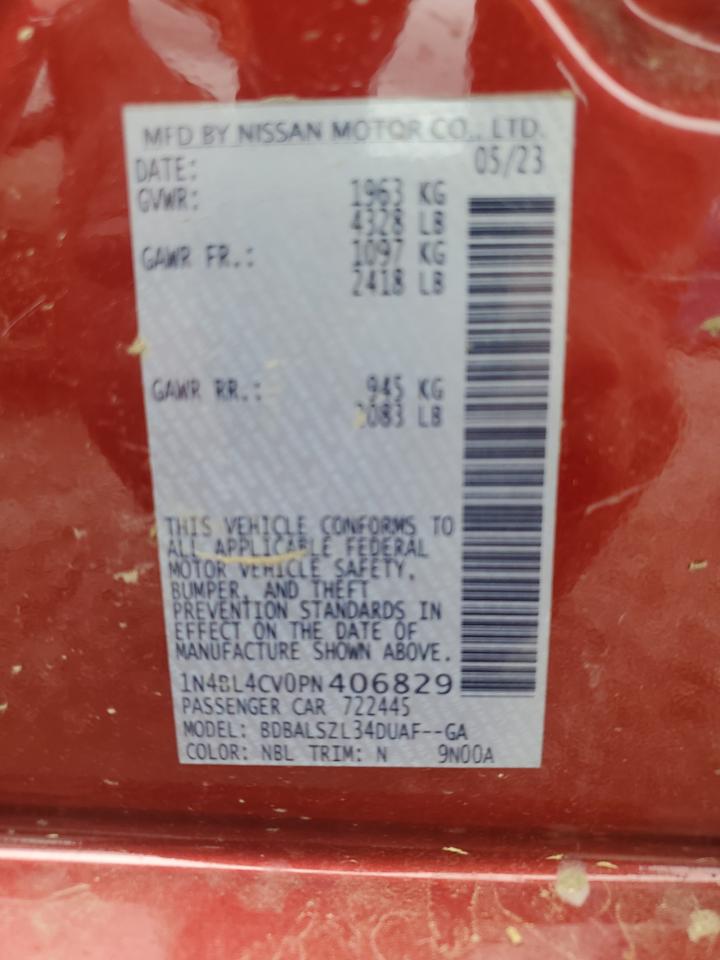 MFD BY NISSAN MOTOR CO., LTD.
DATE: 05/23
GVWR: 1963 KG
4328 LB
GAWR FR.: 1097 KG
2418 LB
GAWR RR.: 945 KG
2083 LB
THIS VEHICLE CONFORMS TO
ALL APPLICABLE FEDERAL
MOTOR VEHICLE SAFETY,
BUMPER, AND THEFT
PREVENTION STANDARDS IN
EFFECT ON THE DATE OF
MANUFACTURE SHOWN ABOVE.
1N4BL4CV0PN406829
PASSENGER CAR 722445
MODEL: BDBALSZL34DUAF--GA
COLOR: NBL TRIM: N 9N00A